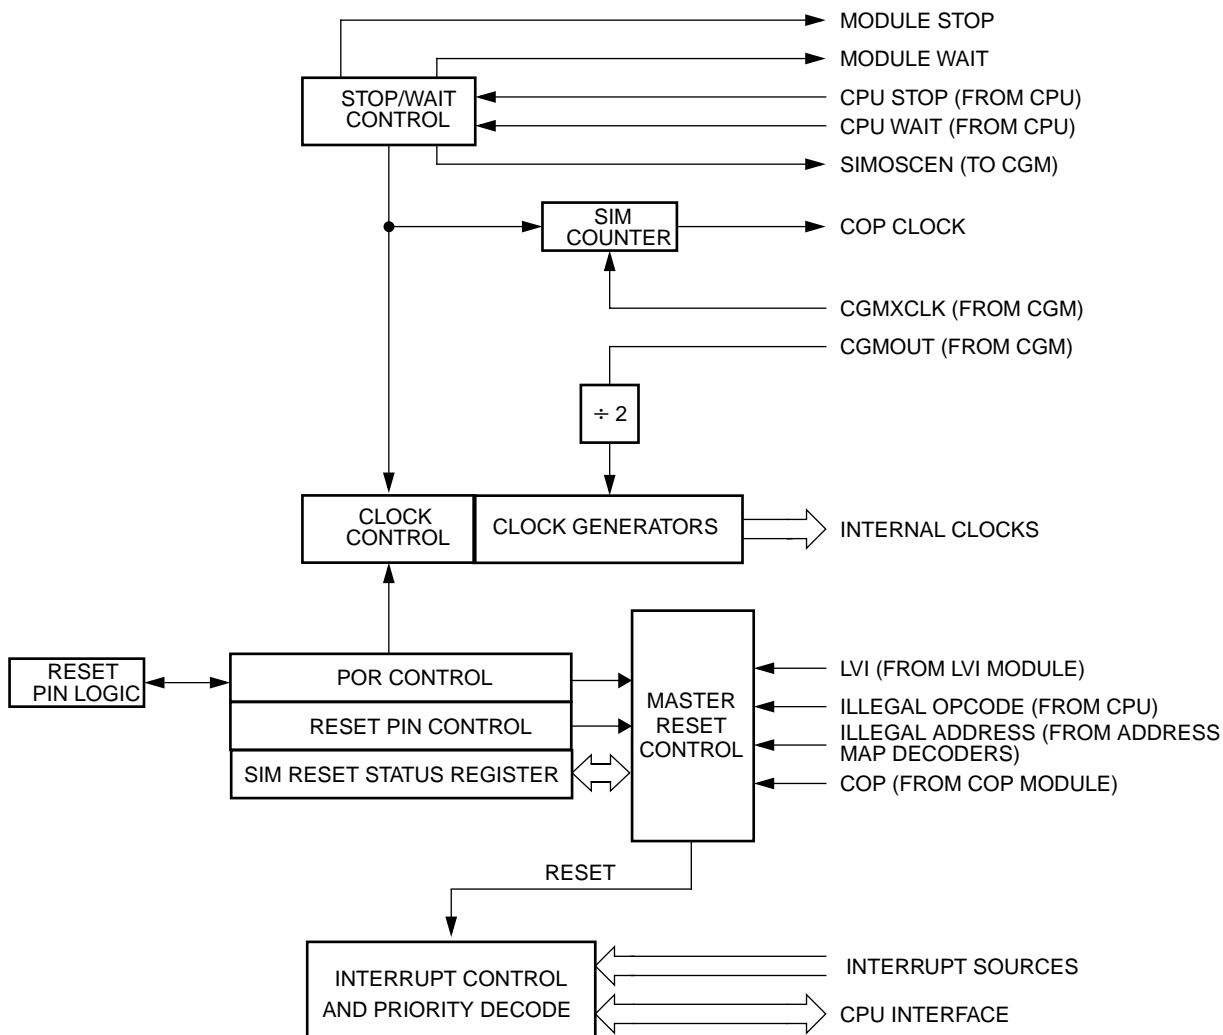 MODULE STOP
MODULE WAIT
STOP/WAIT
CONTROL
CPU STOP (FROM CPU)
CPU WAIT (FROM CPU)
SIMOSCEN (TO CGM)
SIM
COUNTER
COP CLOCK
CGMXCLK (FROM CGM)
CGMOUT (FROM CGM)
÷ 2
CLOCK
CONTROL
CLOCK GENERATORS
INTERNAL CLOCKS
RESET
PIN LOGIC
POR CONTROL
RESET PIN CONTROL
SIM RESET STATUS REGISTER
MASTER
RESET
CONTROL
LVI (FROM LVI MODULE)
ILLEGAL OPCODE (FROM CPU)
ILLEGAL ADDRESS (FROM ADDRESS
MAP DECODERS)
COP (FROM COP MODULE)
RESET
INTERRUPT CONTROL
AND PRIORITY DECODE
INTERRUPT SOURCES
CPU INTERFACE